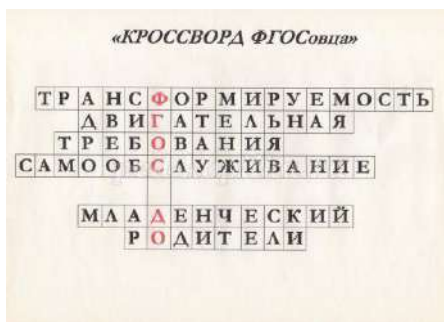 «КРОССВОРД ФГОСовца»
ТРАНСФОРМИРУЕМОСТЬ
ДВИГАТЕЛЬНАЯ
ТРЕБОВАНИЯ
САМООБСЛУЖИВАНИЕ
МЛАДЕНЧЕСКИЙ
РОДИТЕЛИ